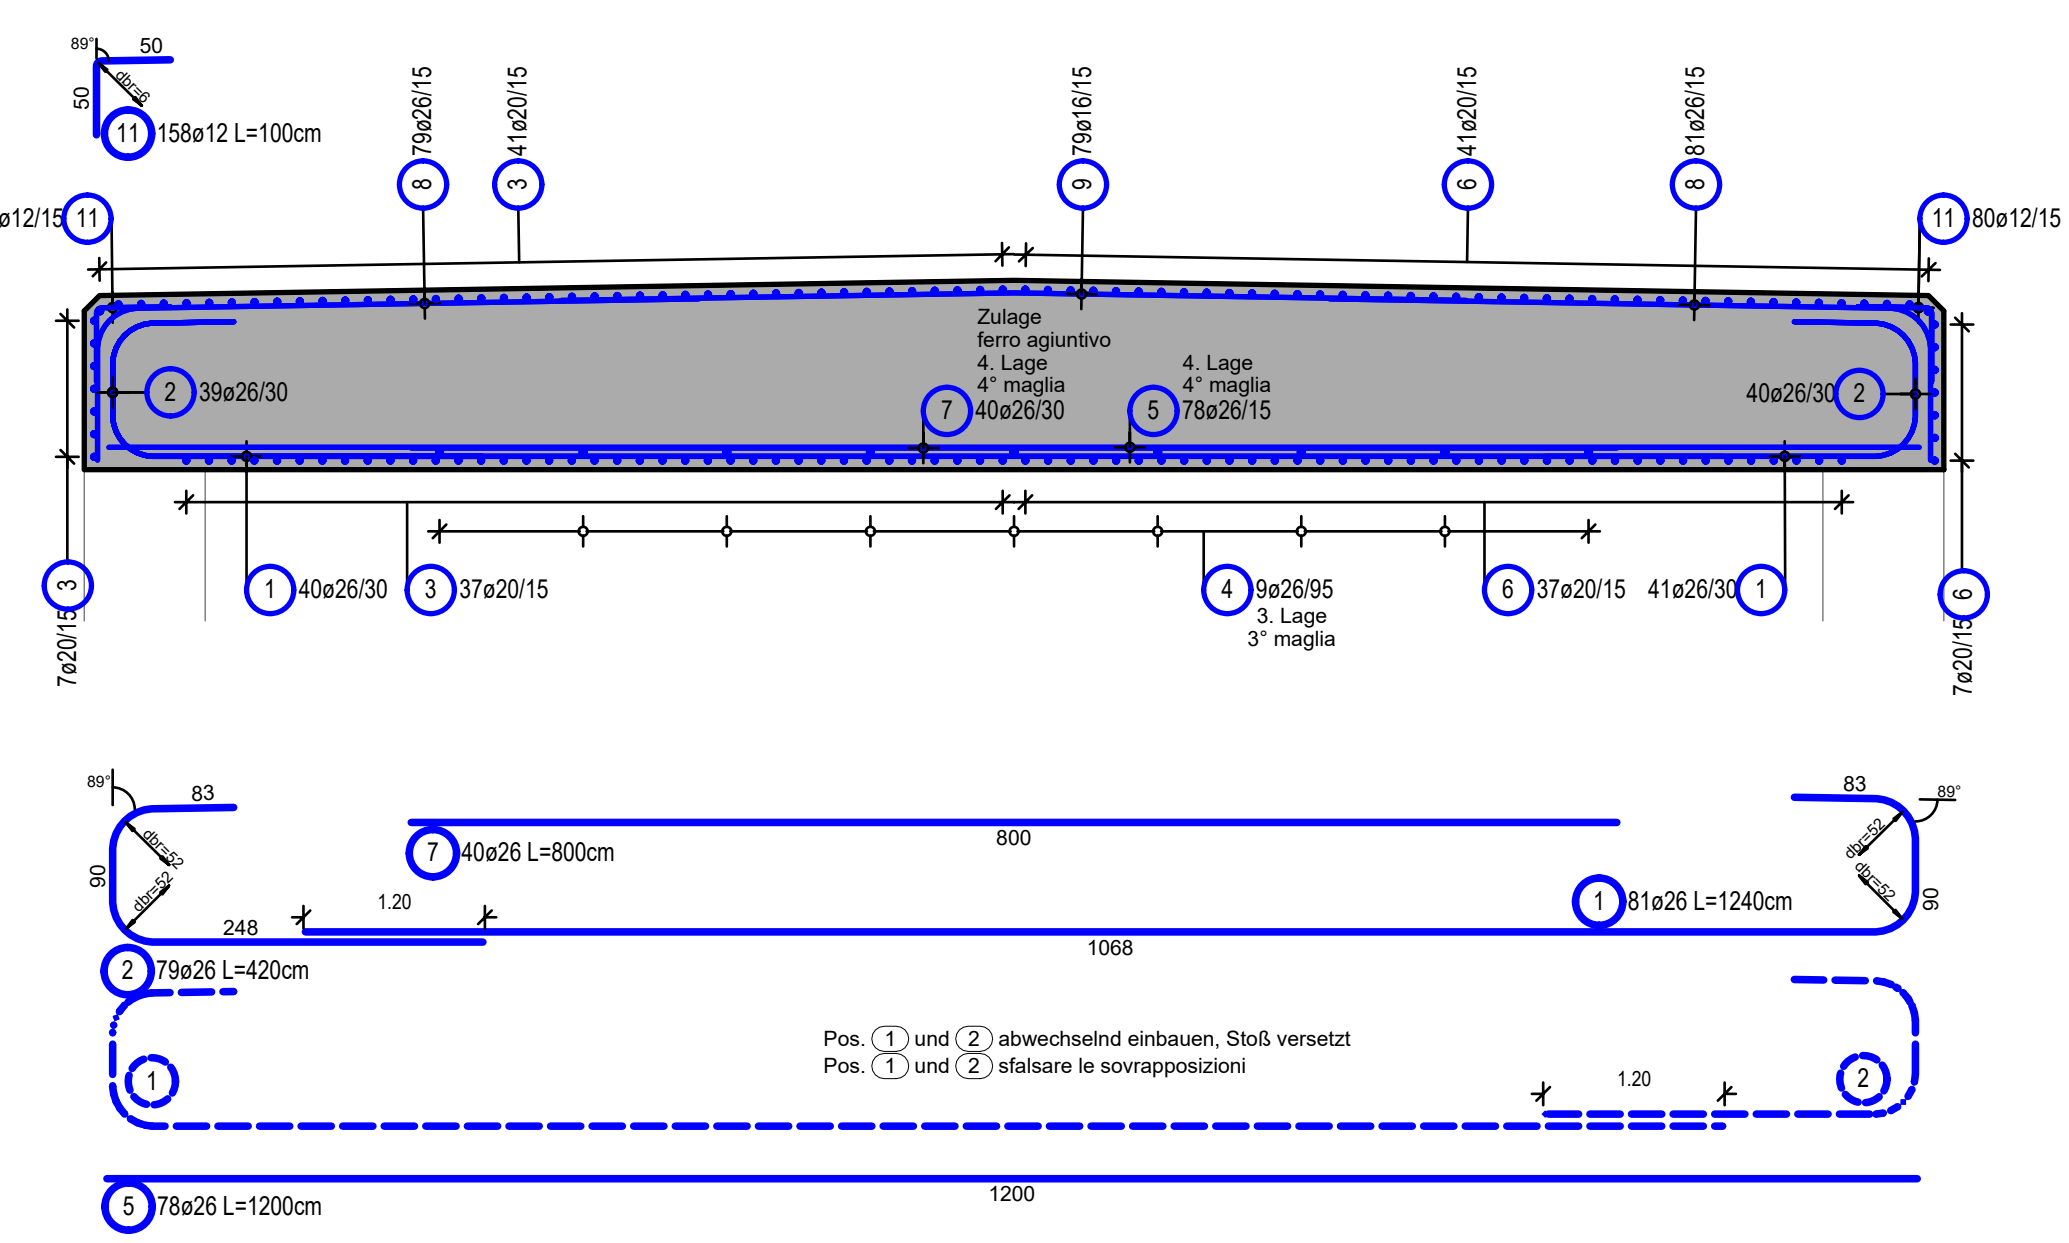 89°
50
50
dbr=6
11
158ø12 L=100cm
79ø26/15
8
41ø20/15
3
79ø16/15
9
41ø20/15
6
81ø26/15
8
ø12/15
11
11
80ø12/15
Zulage
ferro agiuntivo
4. Lage
4° maglia
7
40ø26/30
4. Lage
4° maglia
5
78ø26/15
2
39ø26/30
40ø26/30
2
3
7ø20/15
1
40ø26/30
3
37ø20/15
4
9ø26/95
3. Lage
3° maglia
6
37ø20/15
41ø26/30
1
6
7ø20/15
89°
83
dbr=52
dbr=52
90
248
1.20
2
79ø26 L=420cm
800
7
40ø26 L=800cm
83
89°
dbr=52
dbr=52
90
1
81ø26 L=1240cm
1068
Pos. 1 und 2 abwechselnd einbauen, Stoß versetzt
Pos. 1 und 2 sfalsare le sovrapposizioni
1
1.20
2
1200
5
78ø26 L=1200cm